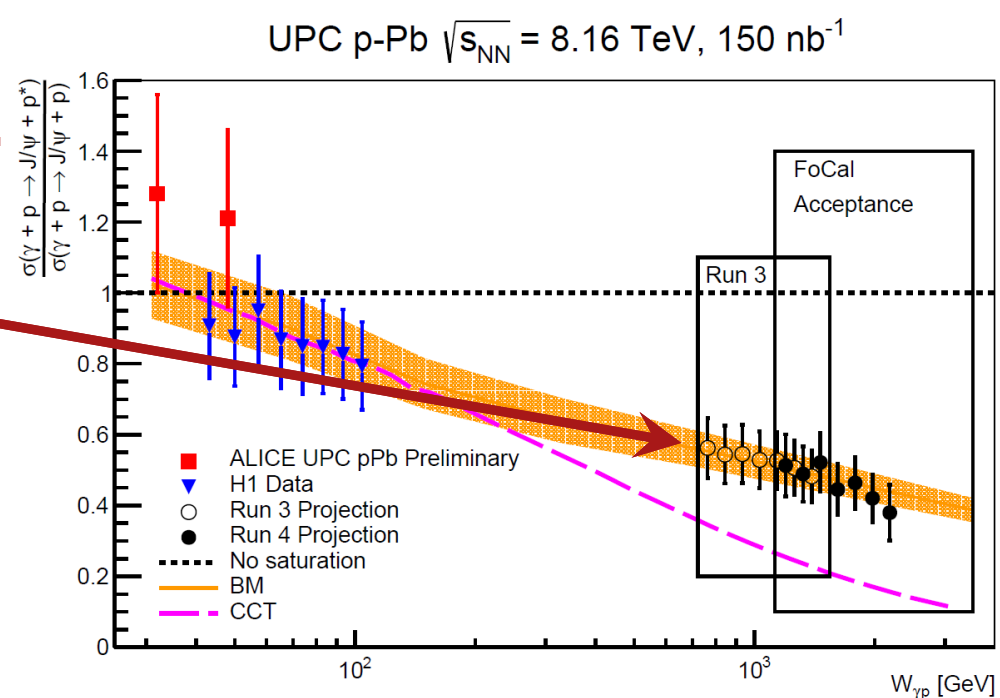 UPC p-Pb √sNN = 8.16 TeV, 150 nb-1
σ(γ + p → J/ψ + p*)
σ(γ + p → J/ψ + p)
1.6
1.4
1.2
1
0.8
0.6
0.4
0.2
0
FoCal
Acceptance
Run 3
ALICE UPC pPb Preliminary
H1 Data
Run 3 Projection
Run 4 Projection
No saturation
BM
CCT
10²
10³
Wγp [GeV]